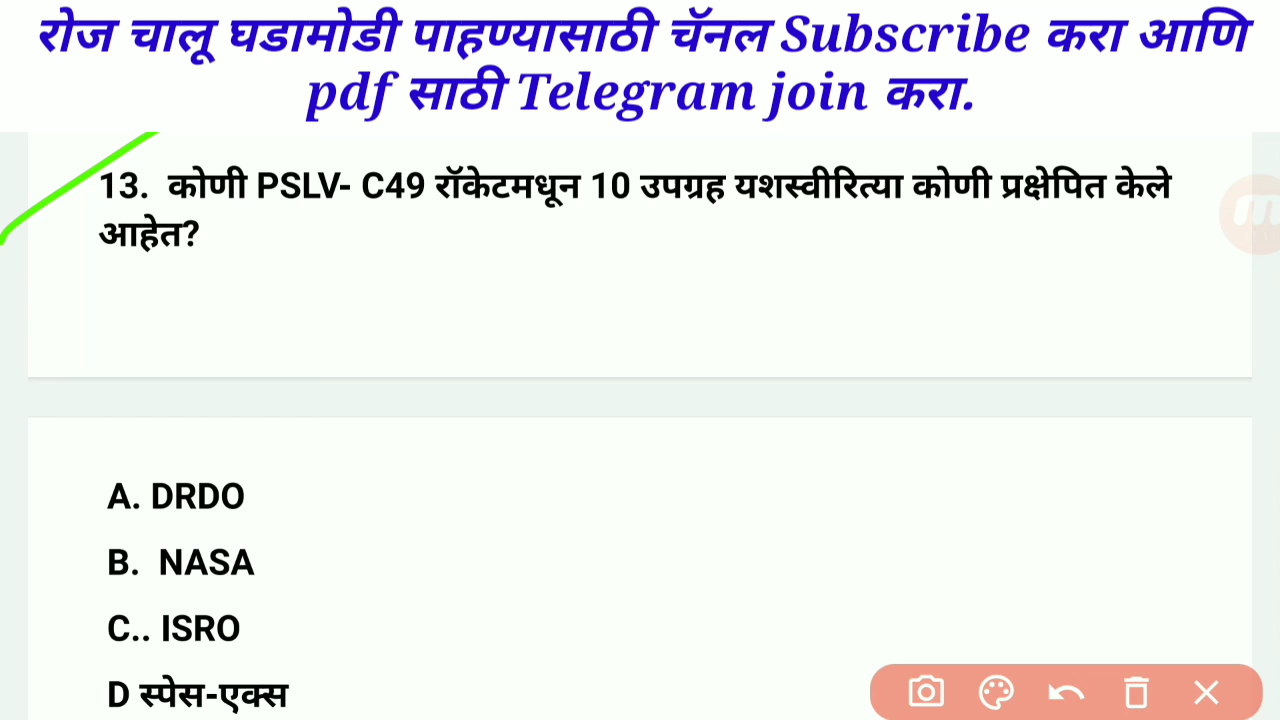 रोज चालू घडामोडी पाहण्यासाठी चॅनल Subscribe करा आणि
pdf साठी Telegram join करा.
13. कोणी PSLV- C49 रॉकेटमधून 10 उपग्रह यशस्वीरित्या कोणी प्रक्षेपित केले
आहेत?
A. DRDO
B. NASA
C.. ISRO
D स्पेस-एक्स